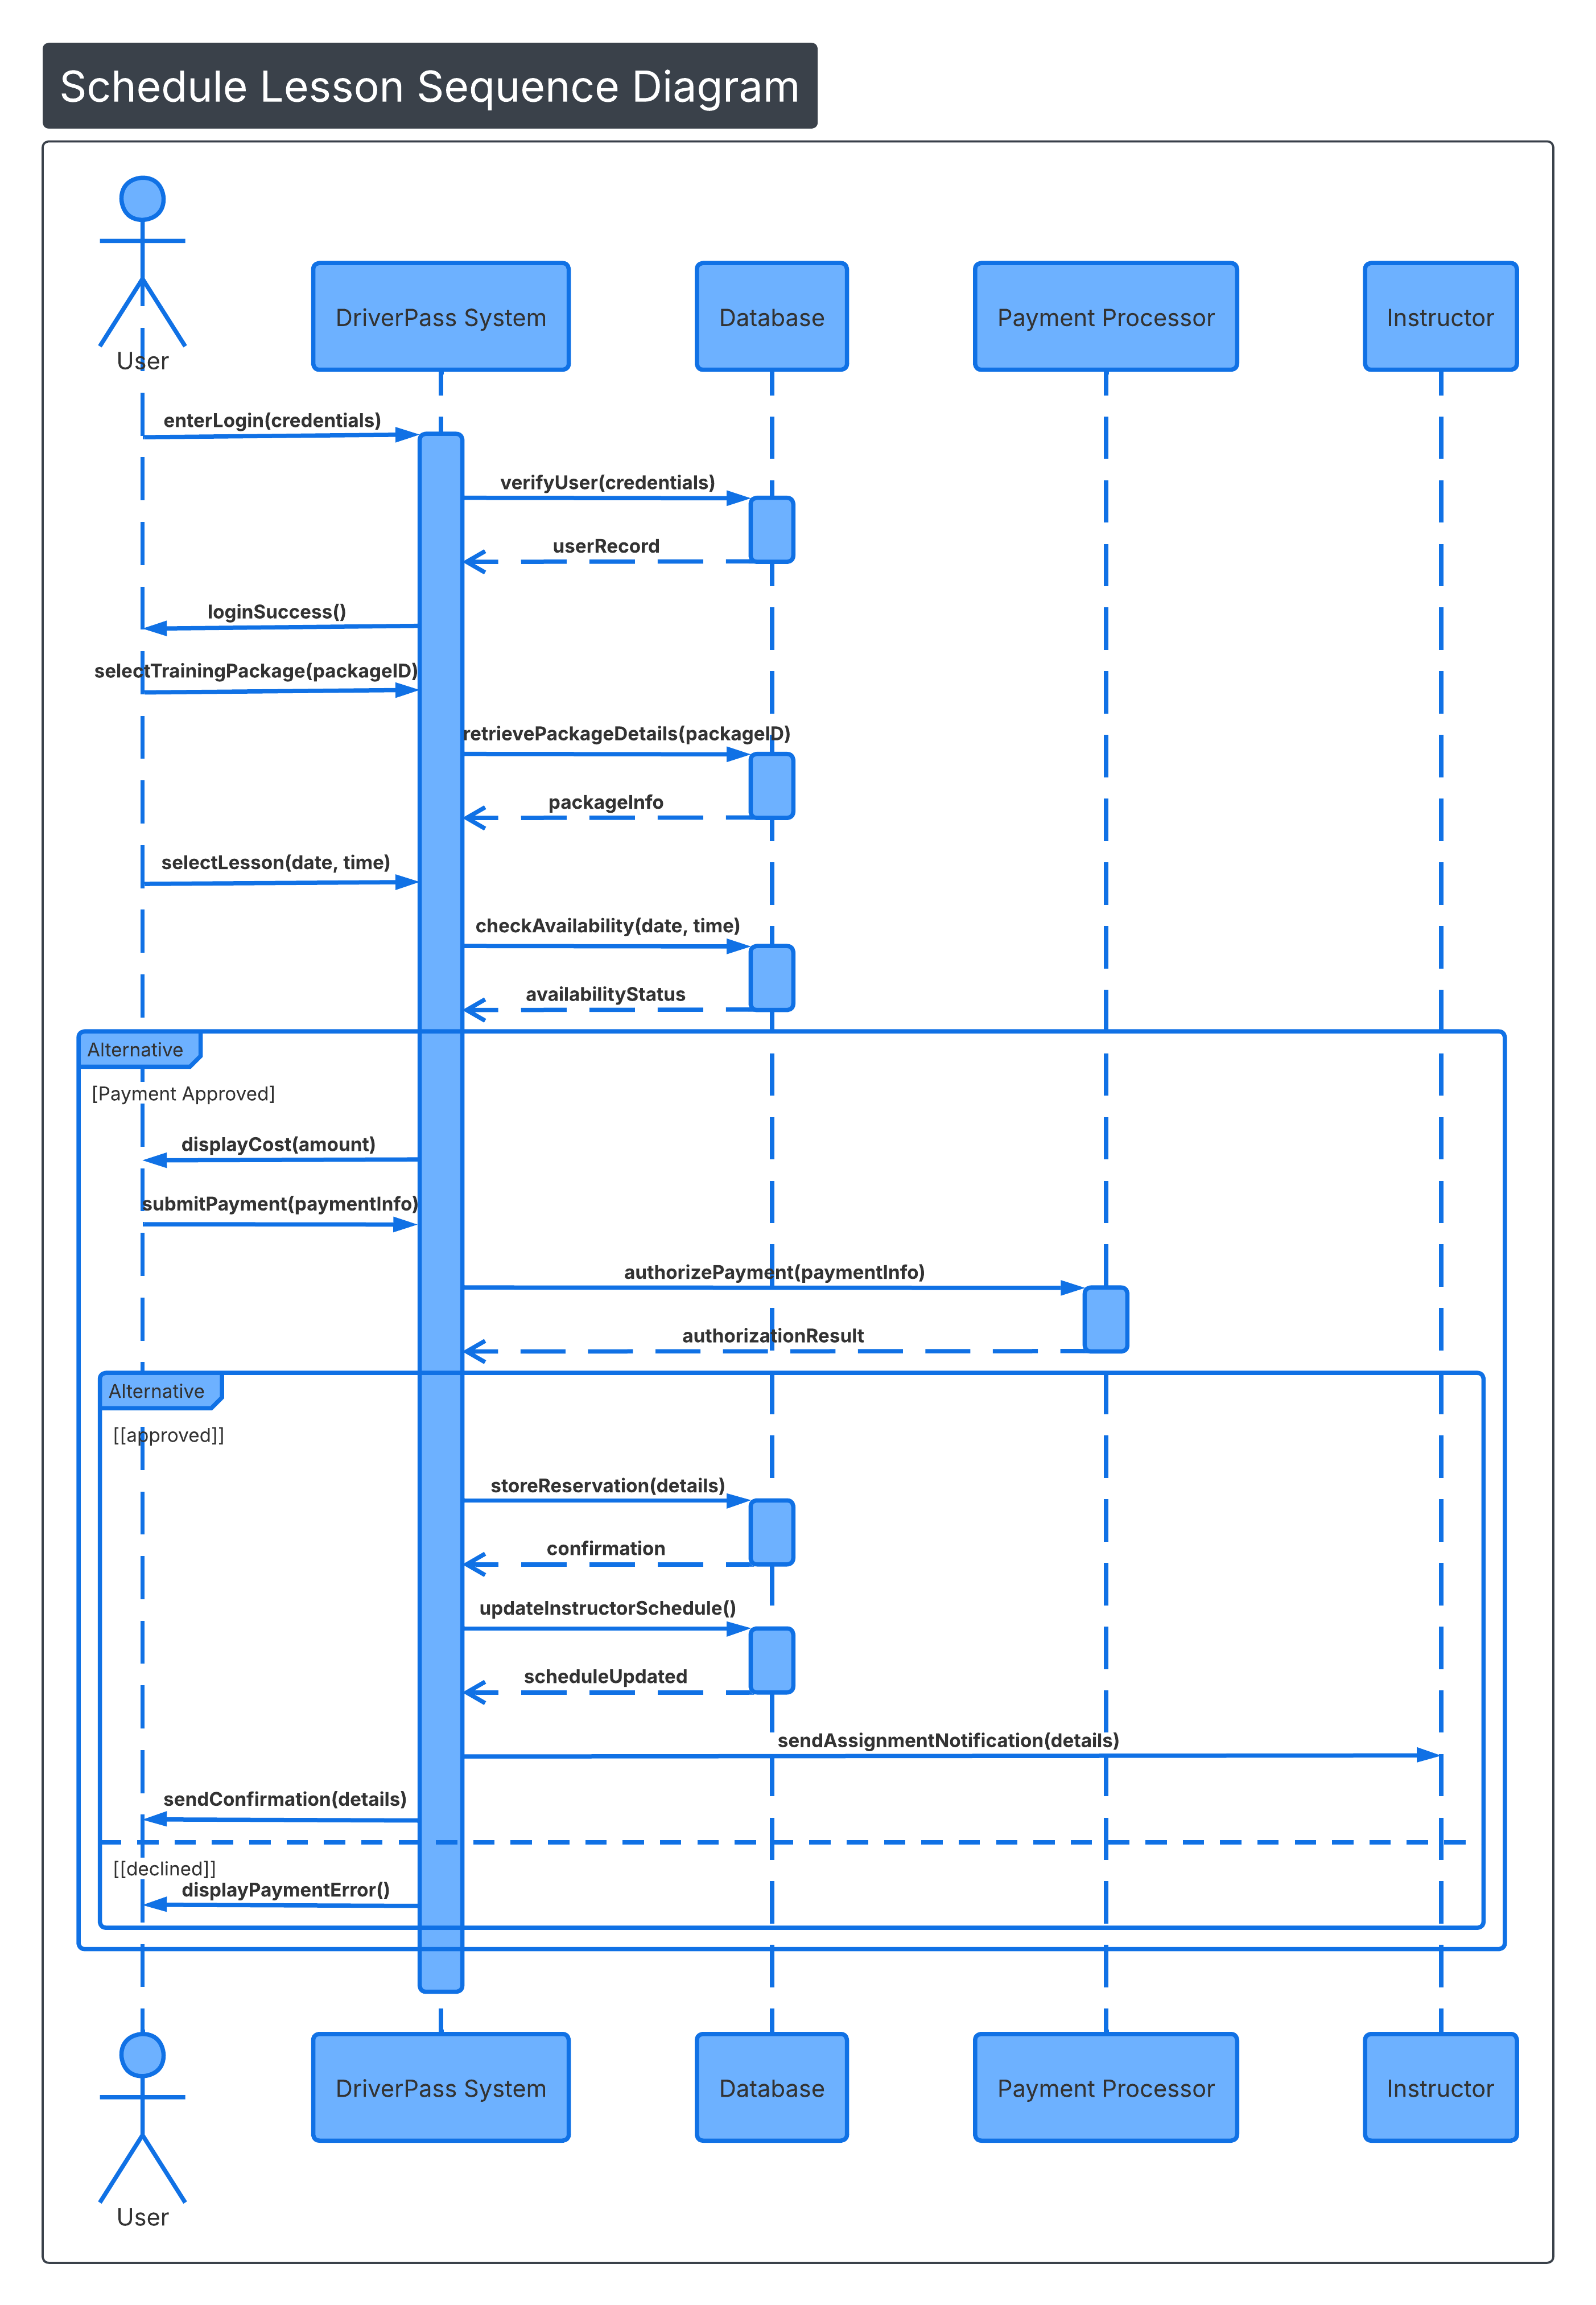 Schedule Lesson Sequence Diagram
User
DriverPass System
Database
Payment Processor
Instructor
enterLogin(credentials)
verifyUser(credentials)
userRecord
loginSuccess()
selectTrainingPackage(packageID)
retrievePackageDetails(packageID)
packageInfo
selectLesson(date, time)
checkAvailability(date, time)
availabilityStatus
Alternative
[Payment Approved]
displayCost(amount)
submitPayment(paymentInfo)
authorizePayment(paymentInfo)
authorizationResult
Alternative
[[approved]]
storeReservation(details)
confirmation
updateInstructorSchedule()
scheduleUpdated
sendAssignmentNotification(details)
sendConfirmation(details)
[[declined]]
displayPaymentError()
DriverPass System
Database
Payment Processor
Instructor
User